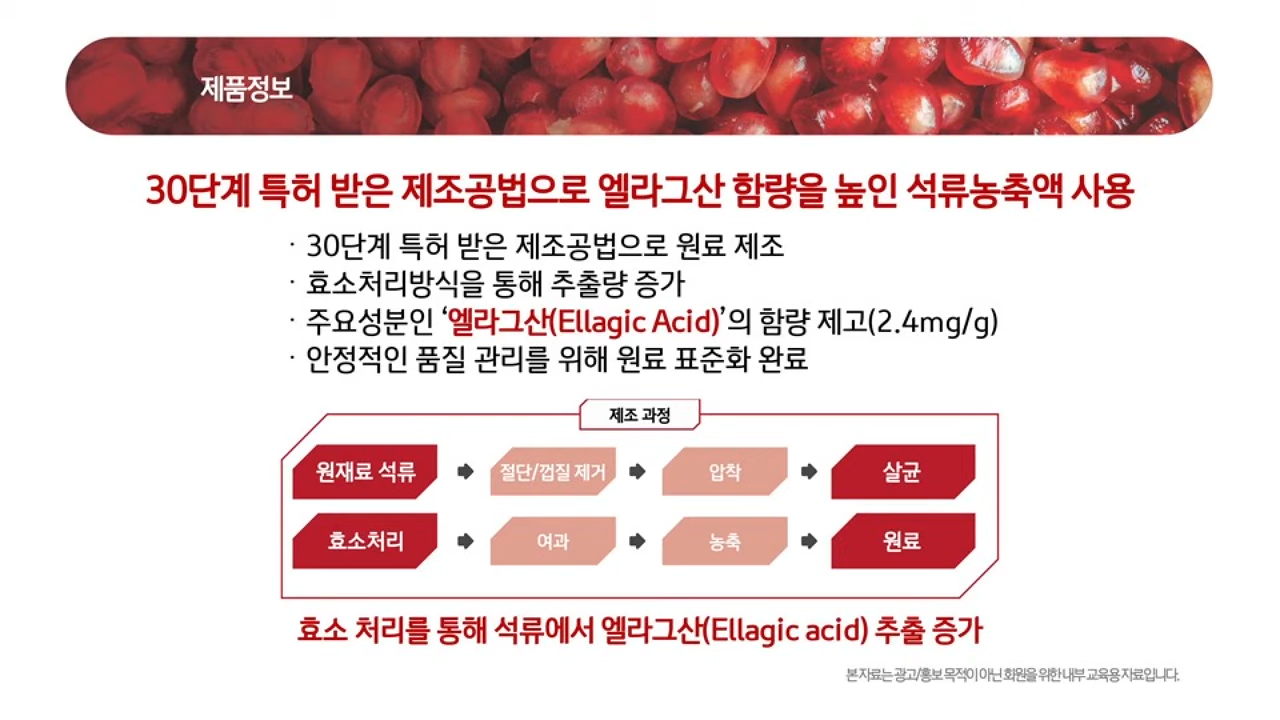 제품정보
30단계 특허 받은 제조공법으로 엘라그산 함량을 높인 석류농축액 사용
· 30단계 특허 받은 제조공법으로 원료 제조
· 효소처리방식을 통해 추출량 증가
· 주요성분인 ‘엘라그산(Ellagic Acid)’의 함량 제고(2.4mg/g)
· 안정적인 품질 관리를 위해 원료 표준화 완료
제조 과정
원재료 석류 → 절단/껍질 제거 → 압착 → 살균
효소처리 → 여과 → 농축 → 원료
효소 처리를 통해 석류에서 엘라그산(Ellagic acid) 추출 증가
본 자료는 광고/홍보 목적이 아닌 회원을 위한 내부 교육용 자료입니다.